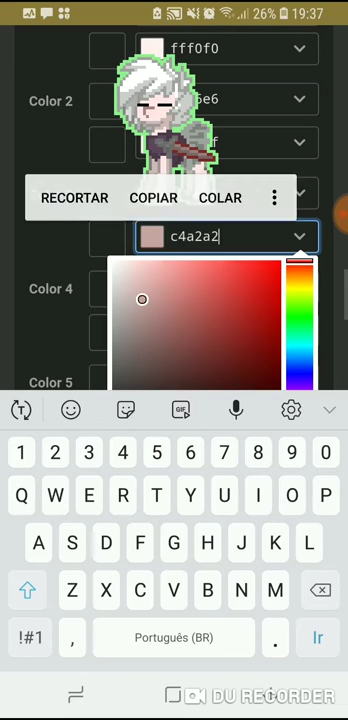 26% 19:37
fff0f0
Color 2
RECORTAR COPIAR COLAR
c4a2a2
Color 4
Color 5
GIF
1 2 3 4 5 6 7 8 9 0
Q W E R T Y U I O P
A S D F G H J K L
Z X C V B N M
!#1 , Português (BR) . Ir
DU RECORDER